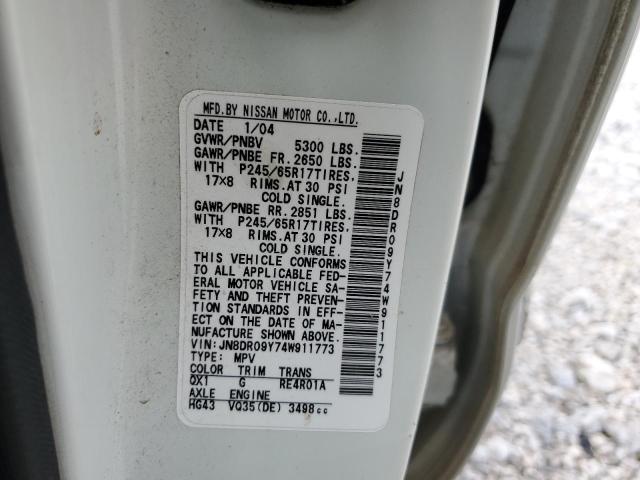 MFD.BY NISSAN MOTOR CO.,LTD.
DATE 1/04
GVWR/PNBV 5300 LBS.
GAWR/PNBE FR. 2650 LBS.
WITH P245/65R17TIRES,
17X8 RIMS.AT 30 PSI
COLD SINGLE.
GAWR/PNBE RR. 2851 LBS.
WITH P245/65R17TIRES,
17X8 RIMS.AT 30 PSI
COLD SINGLE.
THIS VEHICLE CONFORMS
TO ALL APPLICABLE FED-
ERAL MOTOR VEHICLE SA-
FETY AND THEFT PREVEN-
TION STANDARDS IN EFF-
ECT ON THE DATE OF MA-
NUFACTURE SHOWN ABOVE.
VIN:JN8DR09Y74W911773
TYPE: MPV
COLOR TRIM TRANS
QX1 G RE4R01A
AXLE ENGINE
HG43 VQ35(DE) 3498cc
JN8DR09Y74W911773